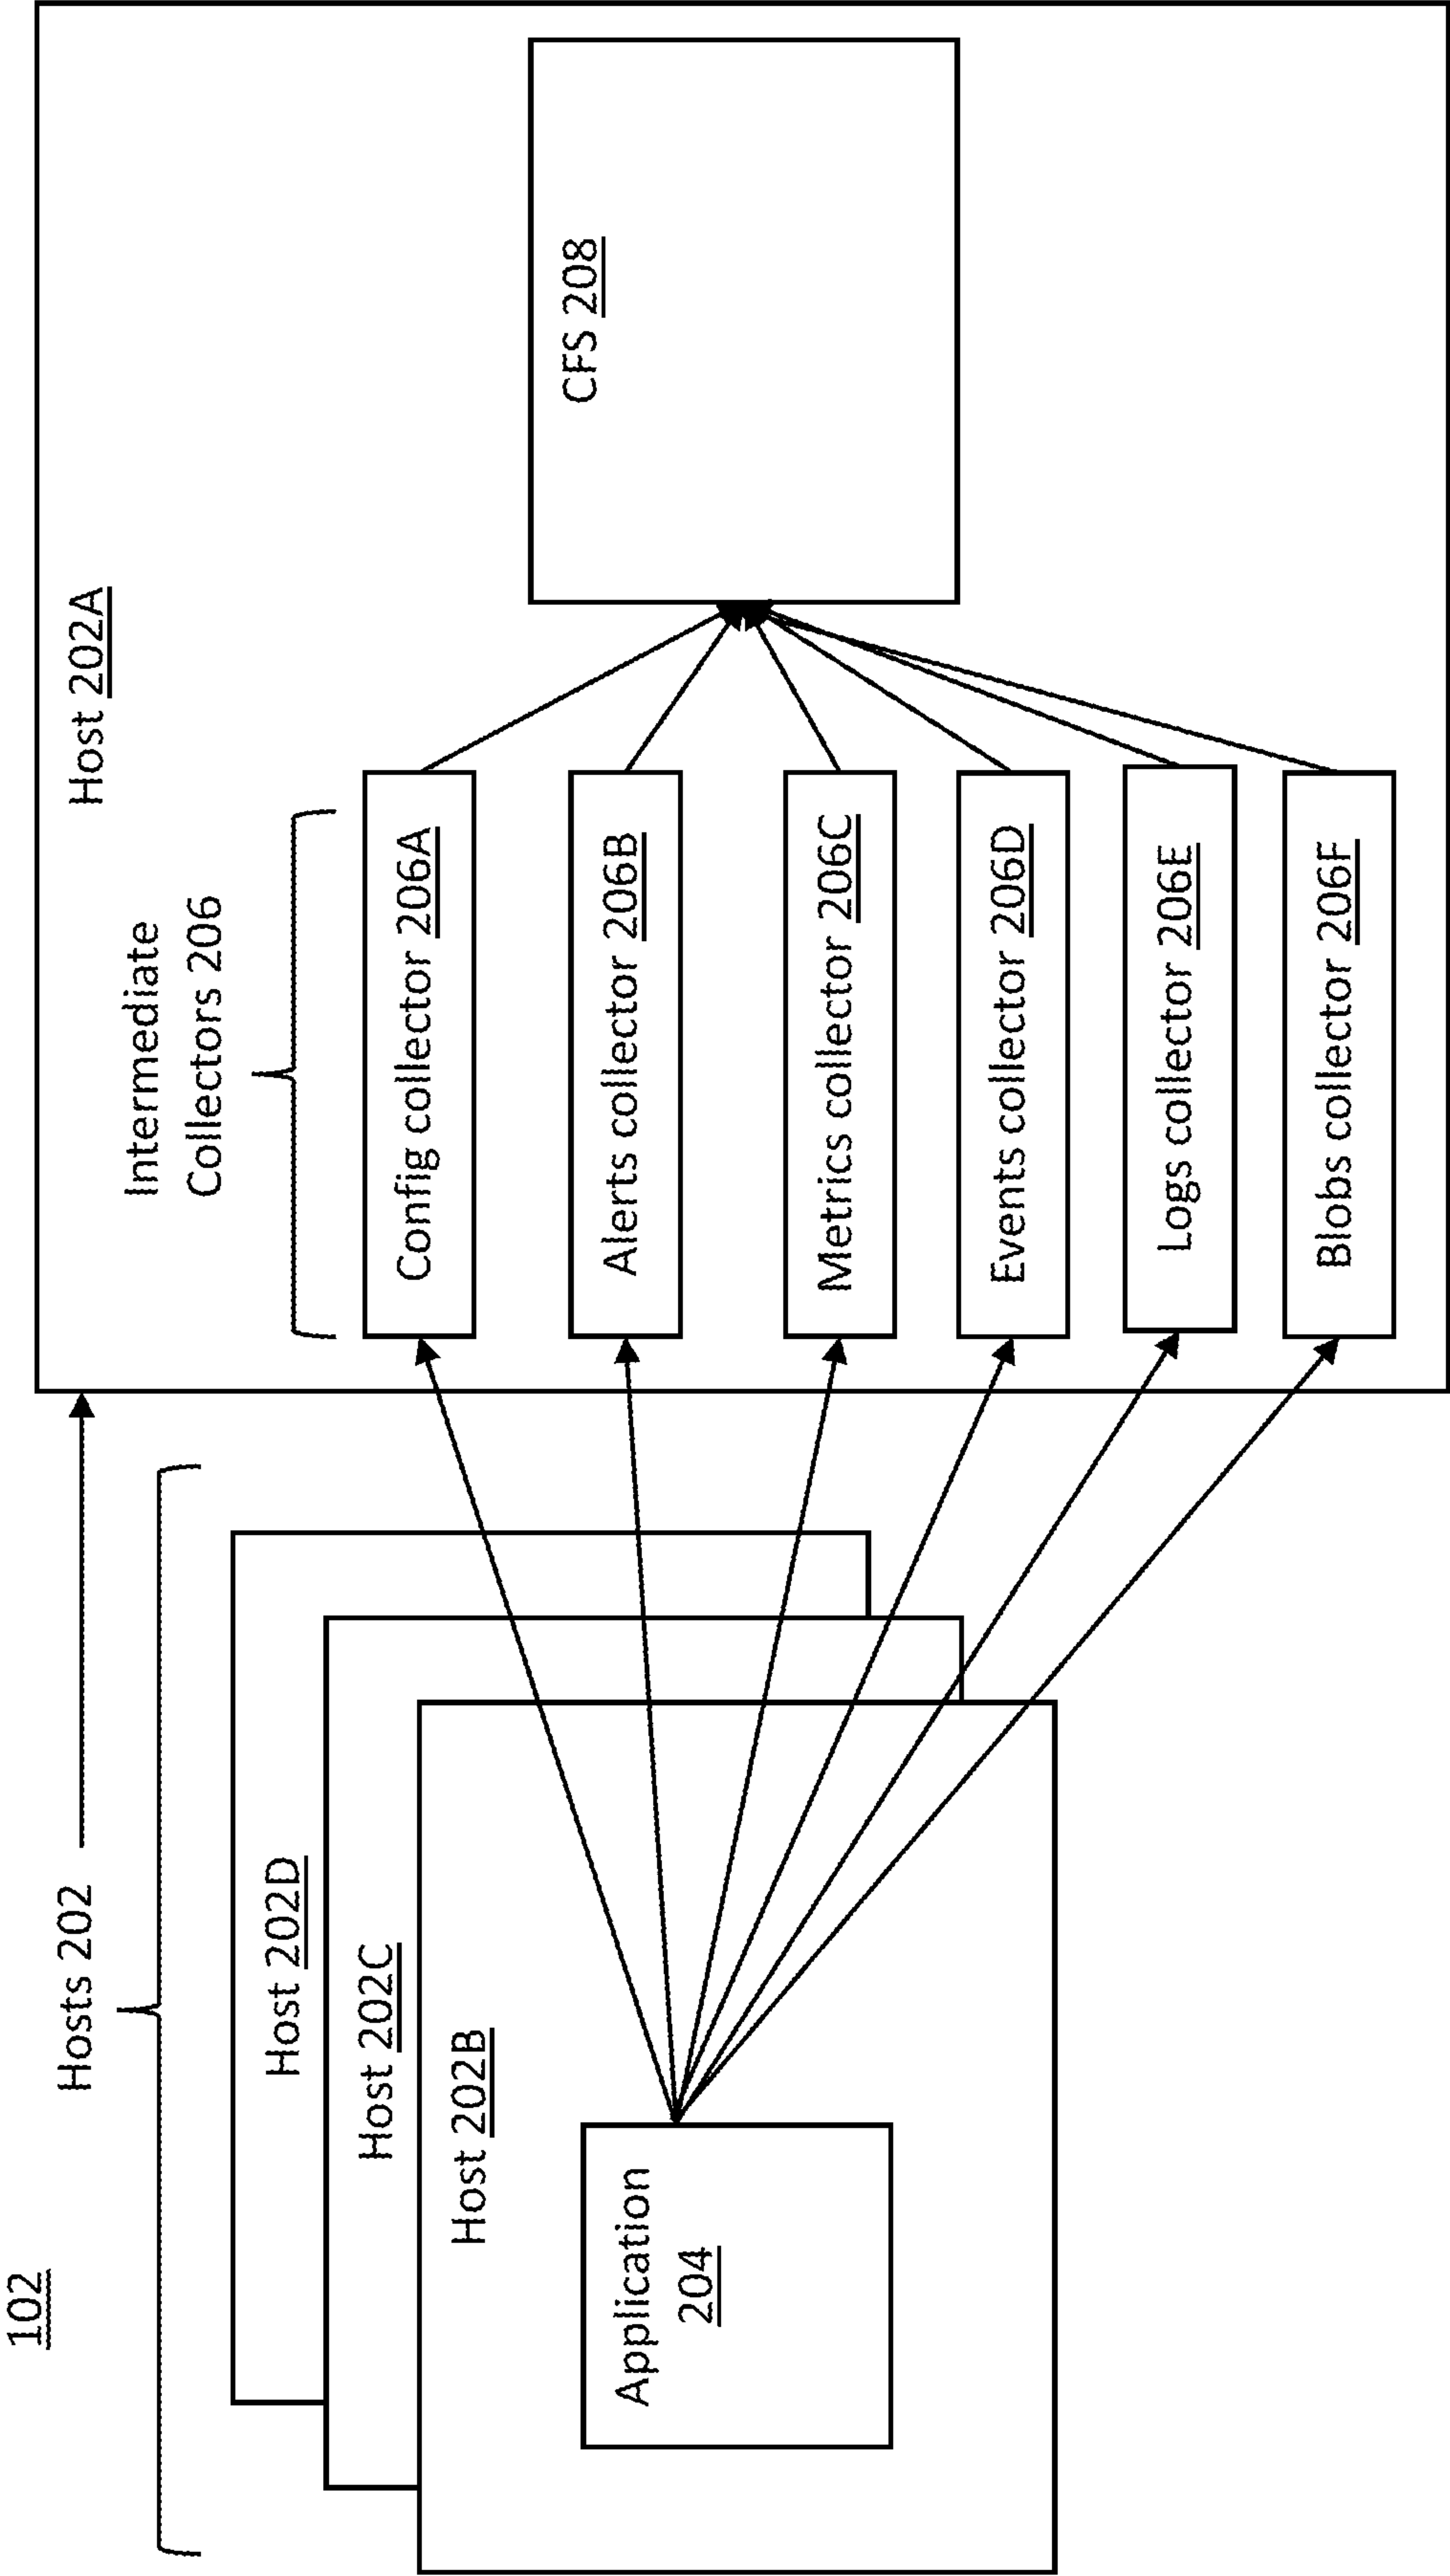 102
Hosts 202
Host 202D
Host 202C
Host 202B
Application
204
Host 202A
Intermediate
Collectors 206
Config collector 206A
Alerts collector 206B
Metrics collector 206C
Events collector 206D
Logs collector 206E
Blobs collector 206F
CFS 208